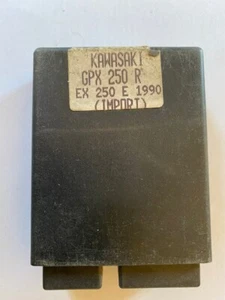 KAWASAKI
GPX 250 R
EX 250 E 1990
(IMPORT)